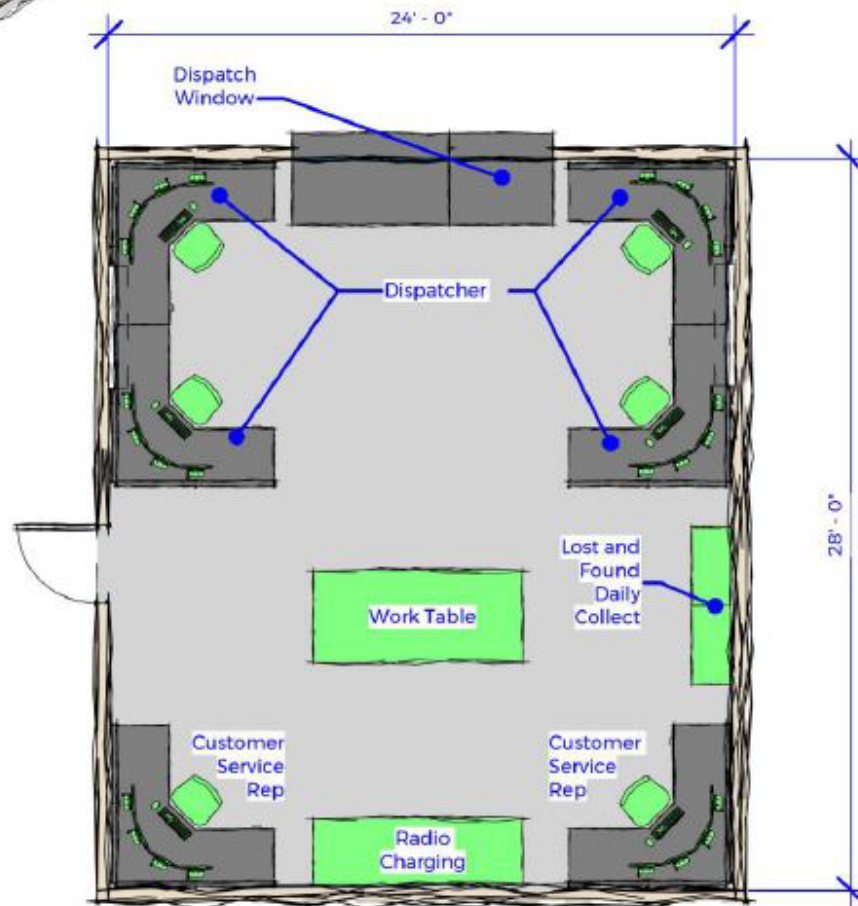 24' - 0"
Dispatch
Window
Dispatcher
28' - 0"
Lost and
Found
Daily
Collect
Work Table
Customer
Service
Rep
Customer
Service
Rep
Radio
Charging